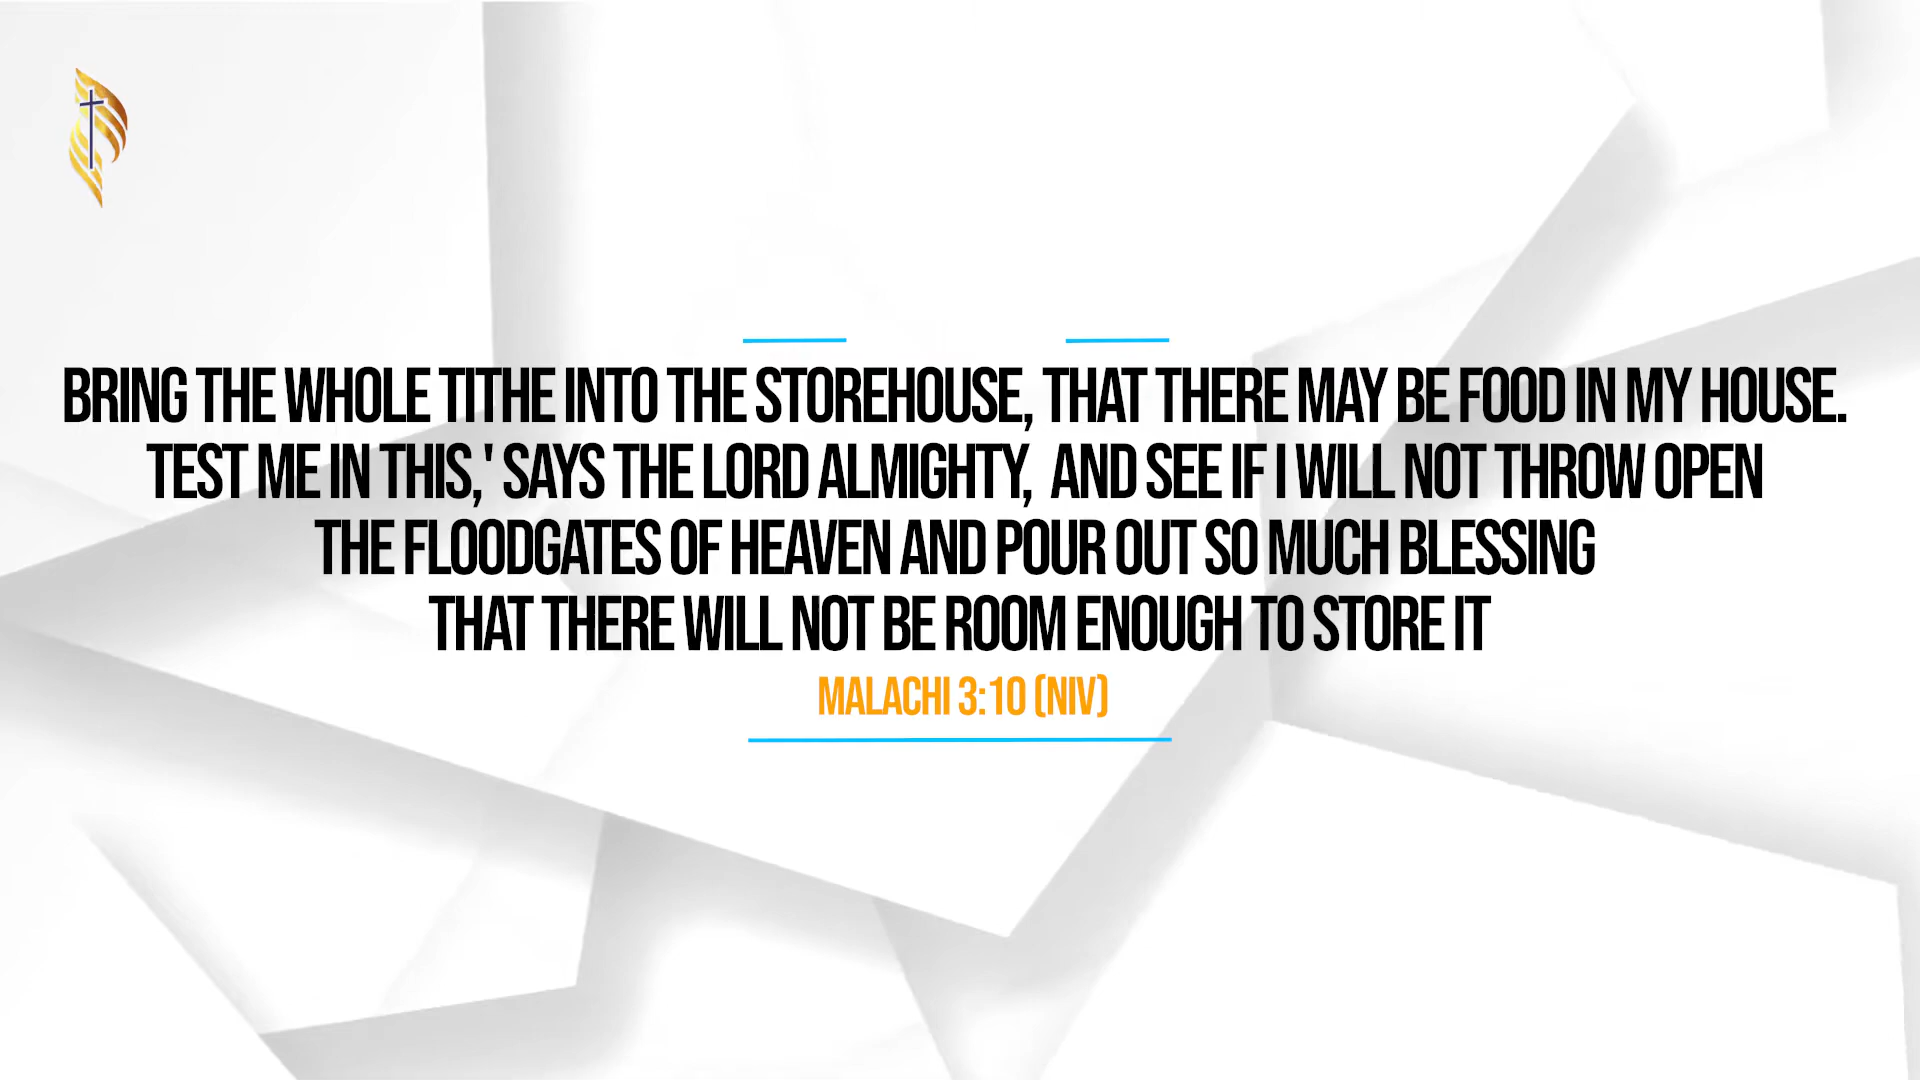 BRING THE WHOLE TITHE INTO THE STOREHOUSE, THAT THERE MAY BE FOOD IN MY HOUSE.
TEST ME IN THIS,' SAYS THE LORD ALMIGHTY, AND SEE IF I WILL NOT THROW OPEN
THE FLOODGATES OF HEAVEN AND POUR OUT SO MUCH BLESSING
THAT THERE WILL NOT BE ROOM ENOUGH TO STORE IT
MALACHI 3:10 (NIV)